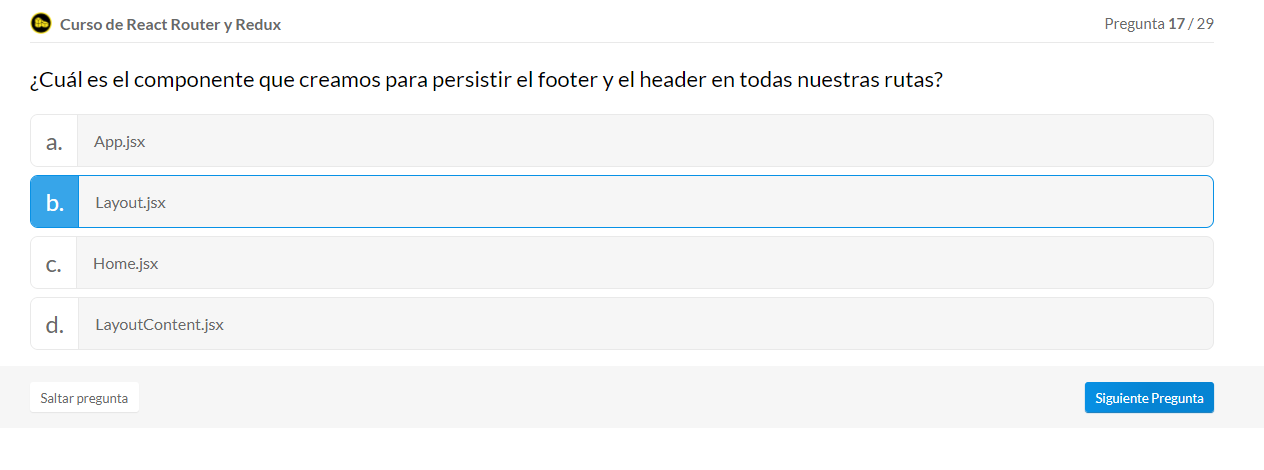 Curso de React Router y Redux
Pregunta 17 / 29
¿Cuál es el componente que creamos para persistir el footer y el header en todas nuestras rutas?
a. App.jsx
b. Layout.jsx
c. Home.jsx
d. LayoutContent.jsx
Saltar pregunta
Siguiente Pregunta